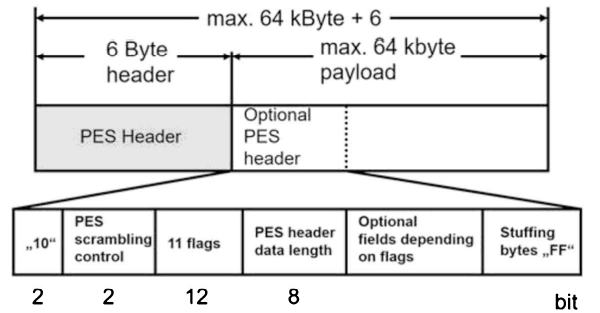 max. 64 kByte + 6
6 Byte
header
max. 64 kbyte
payload
PES Header
Optional
PES
header
„10“
PES
scrambling
control
11 flags
PES header
data length
Optional
fields depending
on flags
Stuffing
bytes „FF“
2 2 12 8 bit